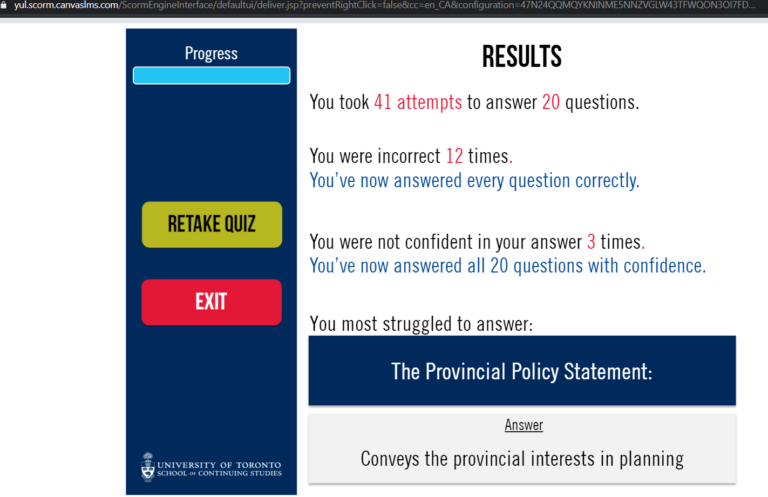 yul.scorm.canvaslms.com/ScormEngineInterface/defaultui/deliver.jsp?preventRightClick=false&cc=en_CA&configuration=47N24QQMQYKNINME5NNZVGLW43TFWQON3OI7FD...
Progress
RESULTS
You took 41 attempts to answer 20 questions.
You were incorrect 12 times.
You've now answered every question correctly.
RETAKE QUIZ
You were not confident in your answer 3 times.
You've now answered all 20 questions with confidence.
EXIT
You most struggled to answer:
The Provincial Policy Statement:
Answer
Conveys the provincial interests in planning
UNIVERSITY OF TORONTO
SCHOOL OF CONTINUING STUDIES